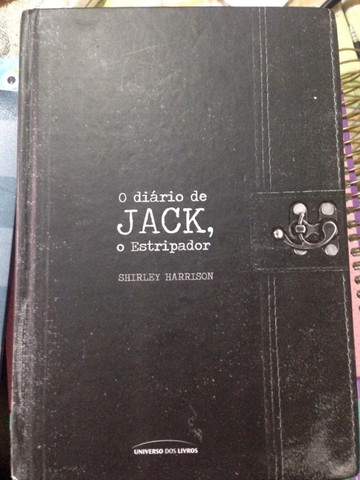 O diário de
JACK,
o Estripador
SHIRLEY HARRISON
UNIVERSO DOS LIVROS